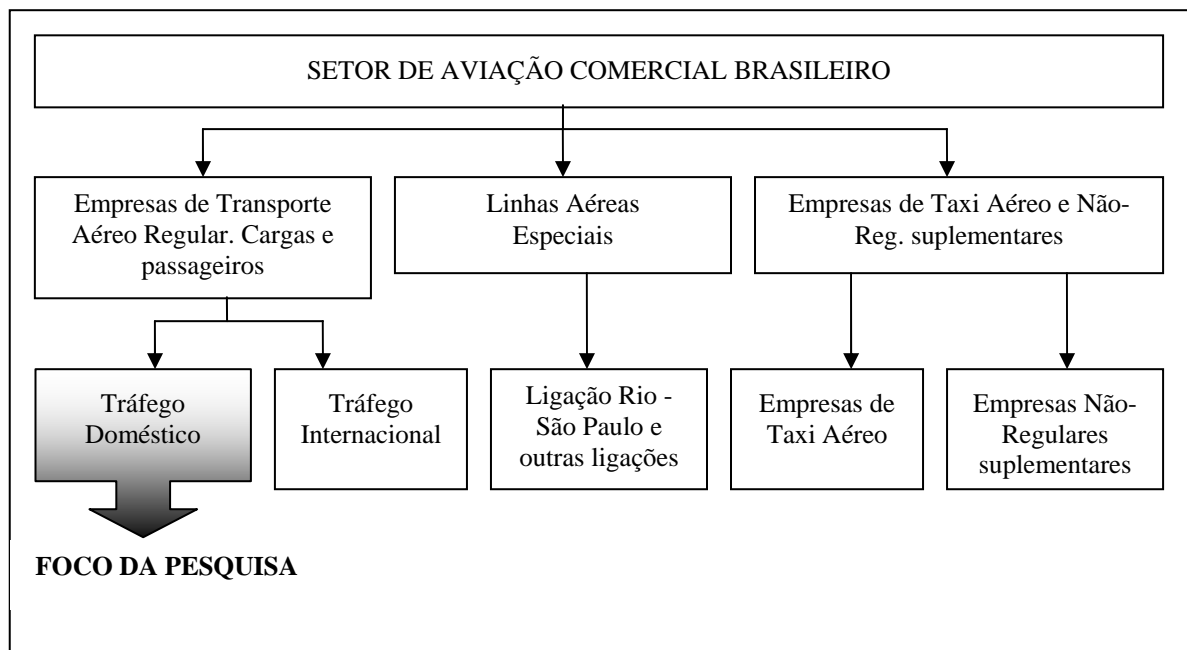 SETOR DE AVIAÇÃO COMERCIAL BRASILEIRO
Empresas de Transporte
Aéreo Regular. Cargas e
passageiros
Linhas Aéreas
Especiais
Empresas de Taxi Aéreo e Não-
Reg. suplementares
Tráfego
Doméstico
Tráfego
Internacional
Ligação Rio -
São Paulo e
outras ligações
Empresas de
Taxi Aéreo
Empresas Não-
Regulares
suplementares
FOCO DA PESQUISA